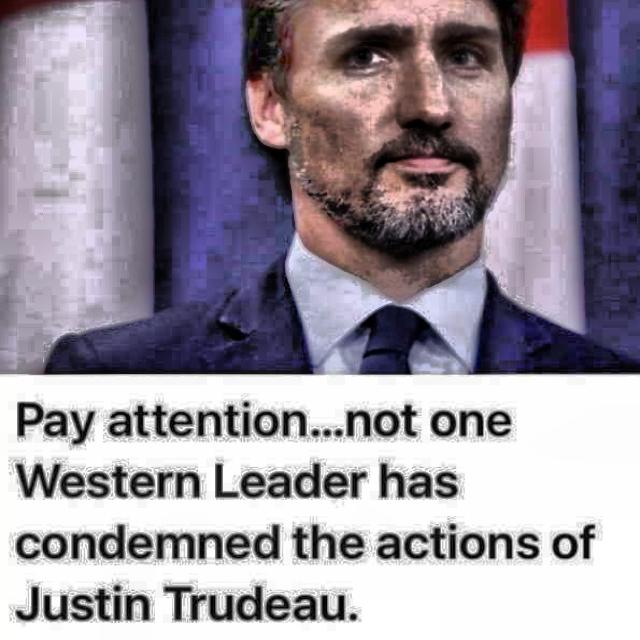 Pay attention...not one
Western Leader has
condemned the actions of
Justin Trudeau.